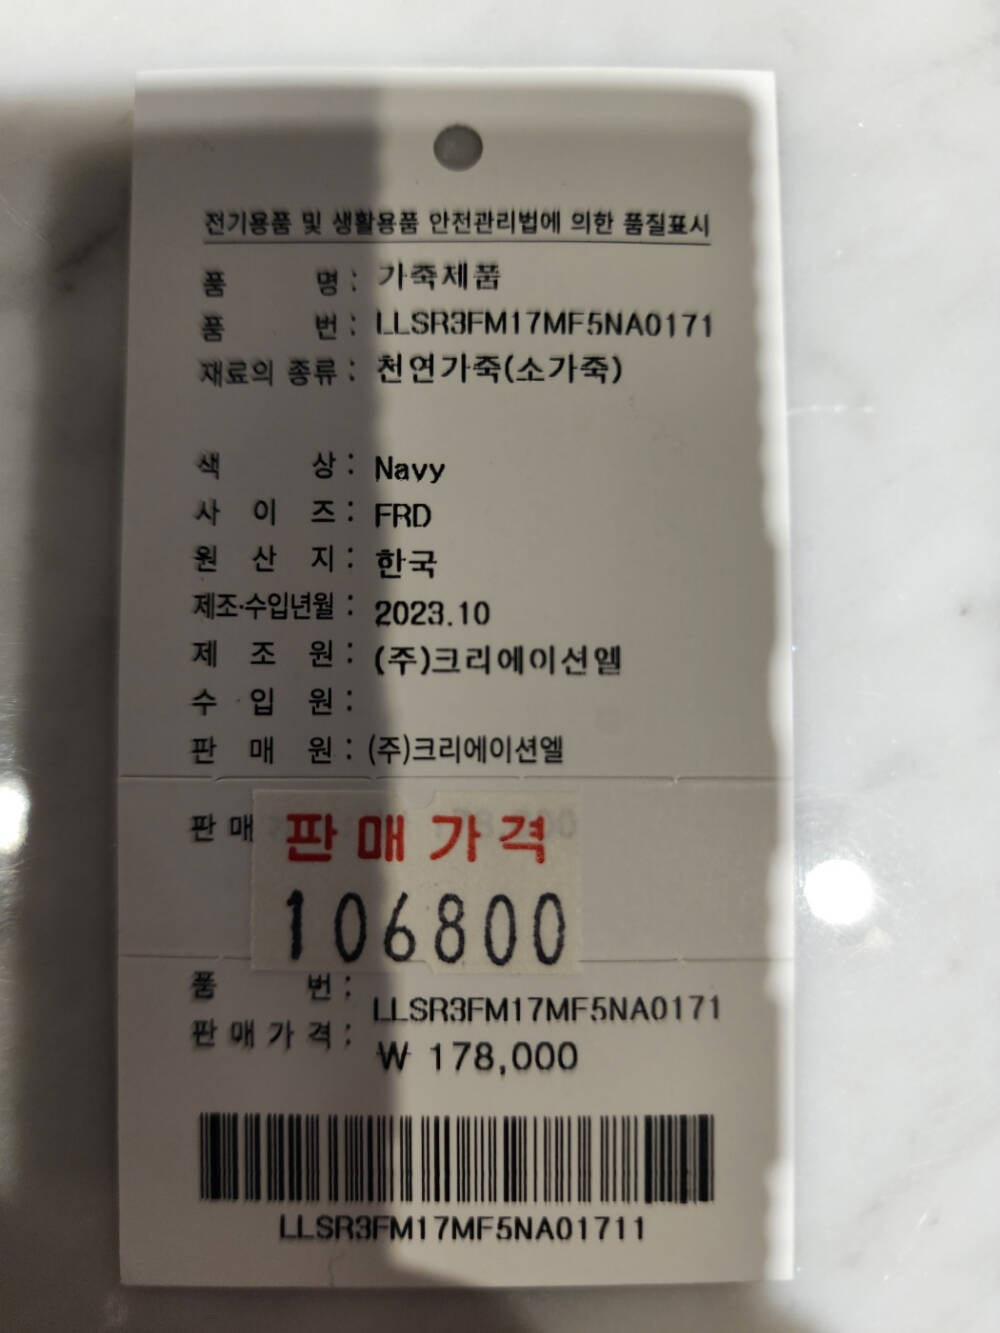 전기용품 및 생활용품 안전관리법에 의한 품질표시
품 명 : 가죽제품
품 번 : LLSR3FM17MF5NA0171
재료의 종류 : 천연가죽(소가죽)
색 상 : Navy
사 이 즈 : FRD
원 산 지 : 한국
제조·수입년월 : 2023.10
제 조 원 : (주)크리에이션엘
수 입 원 :
판 매 원 : (주)크리에이션엘
판 매
판매가격
106800
품 번 : LLSR3FM17MF5NA0171
판 매 가 격 : ₩ 178,000
LLSR3FM17MF5NA01711